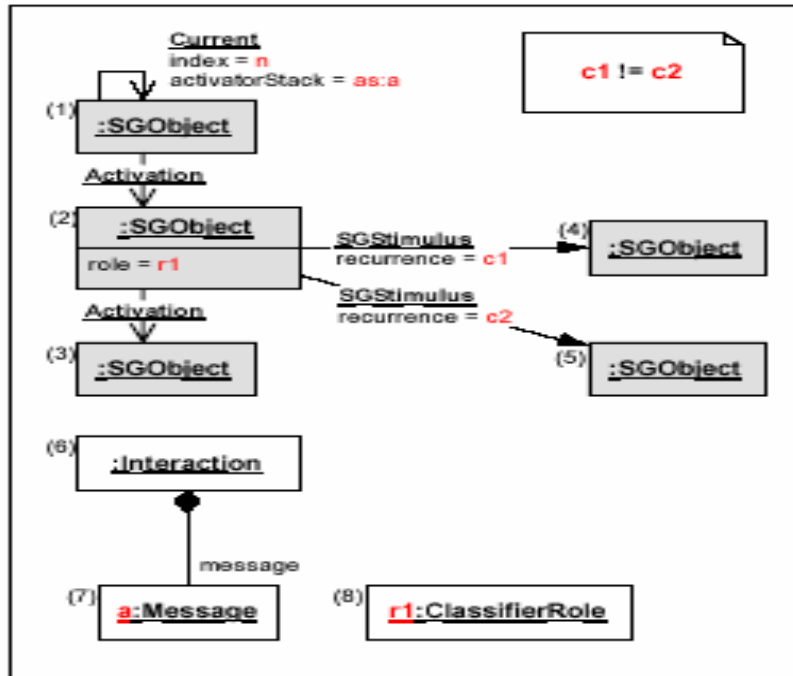 Current
index = n
activatorStack = as:a
c1 != c2
(1)
:SGObject
Activation
(2)
:SGObject
role = r1
SGStimulus
recurrence = c1
(4)
:SGObject
SGStimulus
recurrence = c2
Activation
(3)
:SGObject
(5)
:SGObject
(6)
:Interaction
message
(7)
a:Message
(8)
r1:ClassifierRole